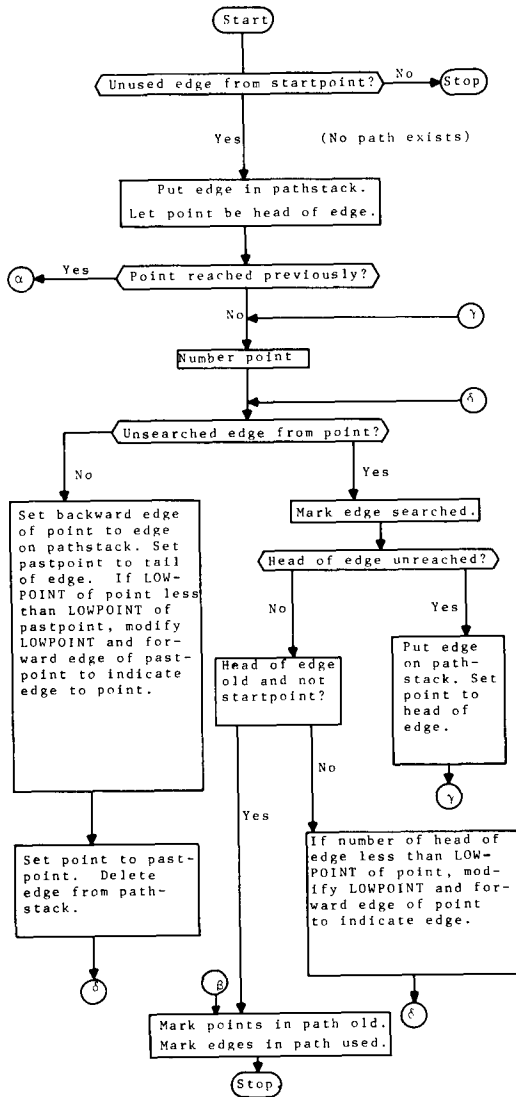 Start
Unused edge from startpoint?
No
Stop
Yes
(No path exists)
Put edge in pathstack.
Let point be head of edge.
Yes
α
Point reached previously?
No
γ
Number point
δ
Unsearched edge from point?
No
Yes
Set backward edge
of point to edge
on pathstack. Set
pastpoint to tail
of edge. If LOW-
POINT of point less
than LOWPOINT of
pastpoint, modify
LOWPOINT and for-
ward edge of past-
point to indicate
edge to point.
Mark edge searched.
Head of edge unreached?
No
Yes
Head of edge
old and not
startpoint?
Put edge
on path-
stack. Set
point to
head of
edge.
γ
No
Yes
Set point to past-
point. Delete
edge from path-
stack.
δ
If number of head of
edge less than LOW-
POINT of point, mod-
ify LOWPOINT and for-
ward edge of point
to indicate edge.
δ
β
Mark points in path old.
Mark edges in path used.
Stop